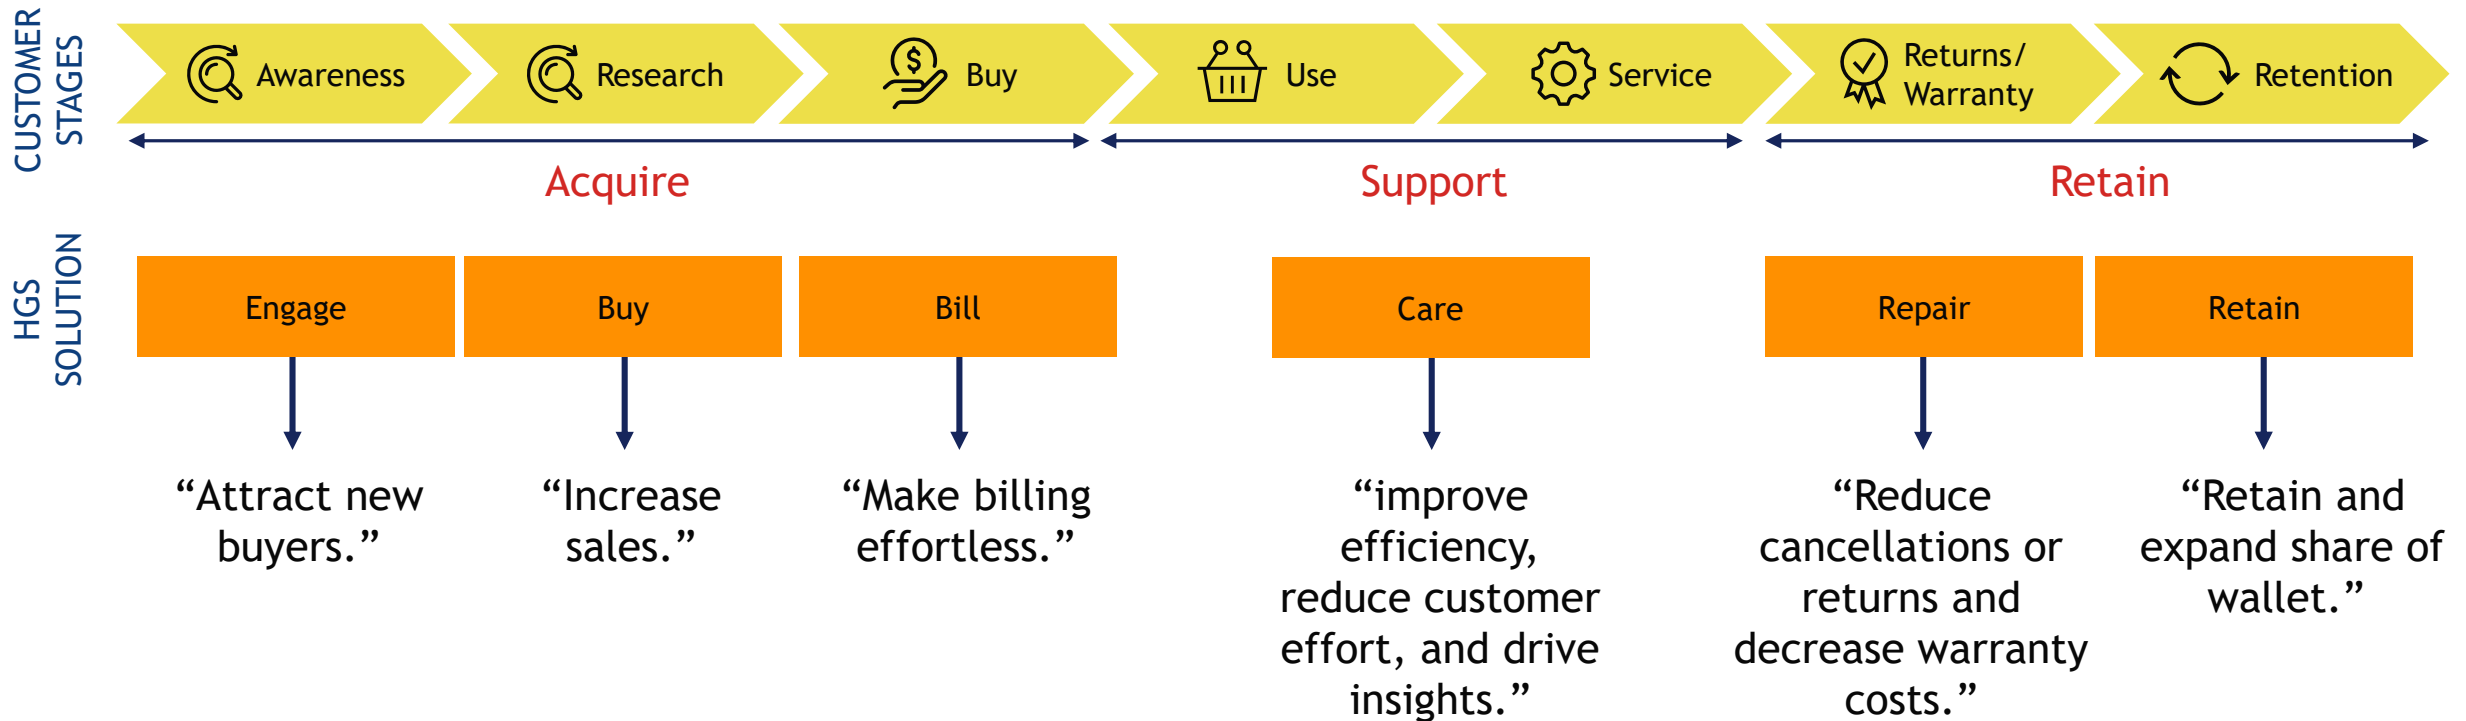 CUSTOMER
STAGES
Awareness
Research
Buy
Use
Service
Returns/
Warranty
Retention
Acquire
Support
Retain
HGS
SOLUTION
Engage
Buy
Bill
Care
Repair
Retain
“Attract new
buyers.”
“Increase
sales.”
“Make billing
effortless.”
“improve
efficiency,
reduce customer
effort, and drive
insights.”
“Reduce
cancellations or
returns and
decrease warranty
costs.”
“Retain and
expand share of
wallet.”